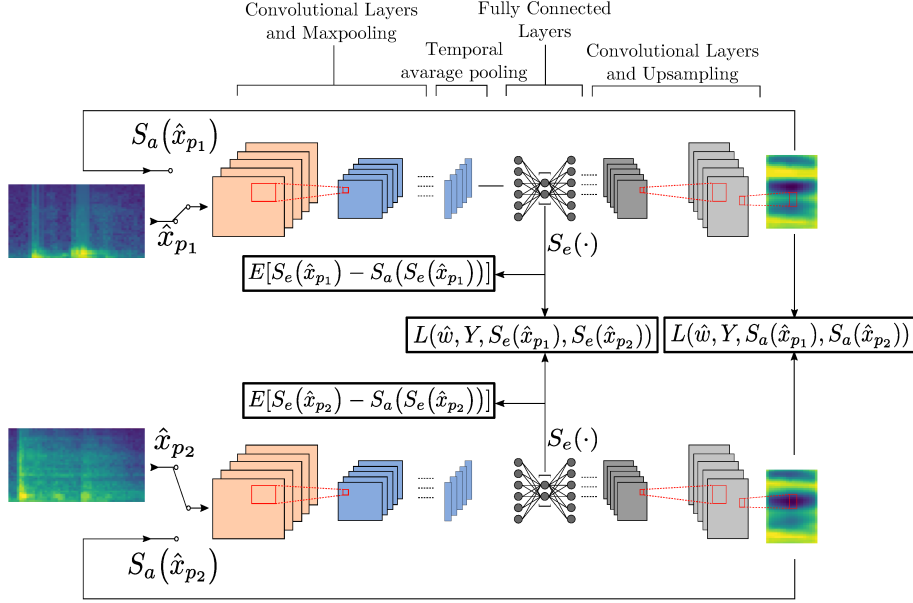 Convolutional Layers
and Maxpooling
Temporal
avarage pooling
Fully Connected
Layers
Convolutional Layers
and Upsampling
S_a(x̂_{p_1})
x̂_{p_1}
S_e(·)
E[S_e(x̂_{p_1}) − S_a(S_e(x̂_{p_1}))]
L(ŵ, Y, S_e(x̂_{p_1}), S_e(x̂_{p_2}))
L(ŵ, Y, S_a(x̂_{p_1}), S_a(x̂_{p_2}))
E[S_e(x̂_{p_2}) − S_a(S_e(x̂_{p_2}))]
x̂_{p_2}
S_e(·)
S_a(x̂_{p_2})